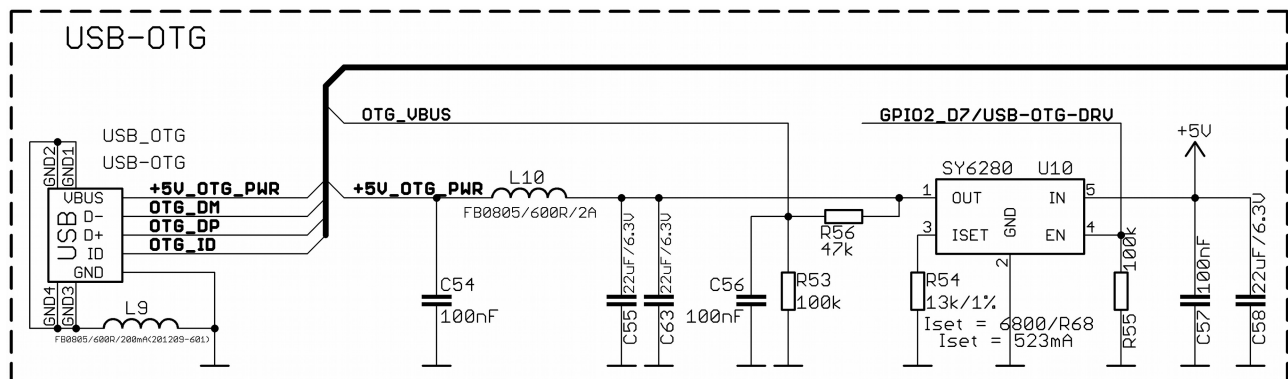 USB-OTG
OTG_VBUS
GPIO2_D7/USB-OTG-DRV
USB_OTG
USB-OTG
+5V
GND2
GND1
SY6280
U10
+5V_OTG_PWR
+5V_OTG_PWR
L10
FB0805/600R/2A
VBUS
D-
D+
ID
GND
USB
OTG_DM
OTG_DP
OTG_ID
1
OUT
IN
5
3
ISET
GND
EN
4
2
R56
47k
GND4
GND3
L9
FB0805/600R/200mA(201209-601)
C54
100nF
C55
22uF/6.3V
C63
22uF/6.3V
C56
100nF
R53
100k
R54
13k/1%
Iset = 6800/R68
Iset = 523mA
R55
100k
C57
100nF
C58
22uF/6.3V